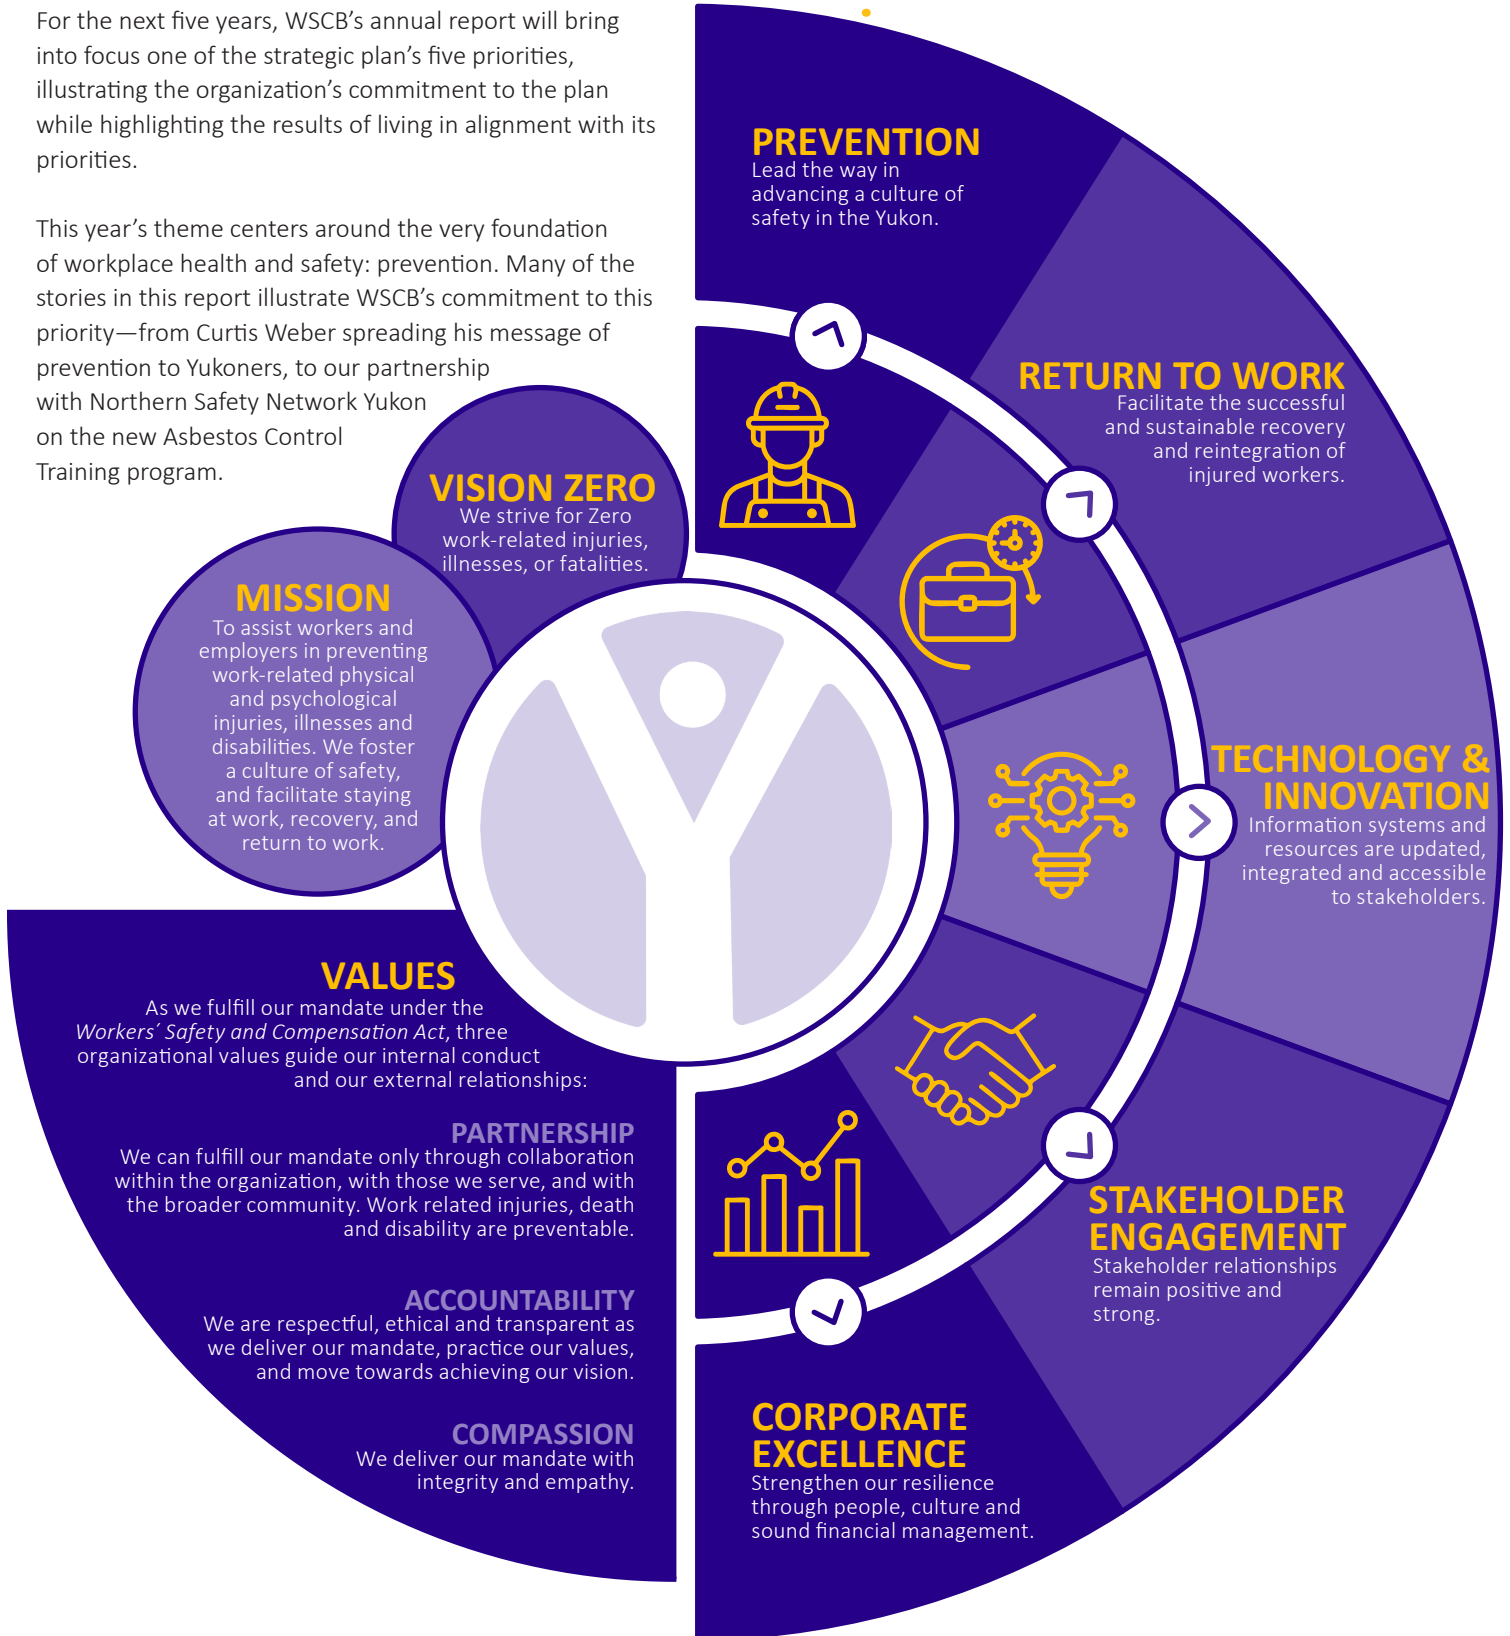 For the next five years, WSCB’s annual report will bring
into focus one of the strategic plan’s five priorities,
illustrating the organization’s commitment to the plan
while highlighting the results of living in alignment with its
priorities.
This year’s theme centers around the very foundation
of workplace health and safety: prevention. Many of the
stories in this report illustrate WSCB’s commitment to this
priority—from Curtis Weber spreading his message of
prevention to Yukoners, to our partnership
with Northern Safety Network Yukon
on the new Asbestos Control
Training program.
VISION ZERO
We strive for Zero
work-related injuries,
illnesses, or fatalities.
MISSION
To assist workers and
employers in preventing
work-related physical
and psychological
injuries, illnesses and
disabilities. We foster
a culture of safety,
and facilitate staying
at work, recovery, and
return to work.
VALUES
As we fulfill our mandate under the
Workers´ Safety and Compensation Act, three
organizational values guide our internal conduct
and our external relationships:
PARTNERSHIP
We can fulfill our mandate only through collaboration
within the organization, with those we serve, and with
the broader community. Work related injuries, death
and disability are preventable.
ACCOUNTABILITY
We are respectful, ethical and transparent as
we deliver our mandate, practice our values,
and move towards achieving our vision.
COMPASSION
We deliver our mandate with
integrity and empathy.
PREVENTION
Lead the way in
advancing a culture of
safety in the Yukon.
RETURN TO WORK
Facilitate the successful
and sustainable recovery
and reintegration of
injured workers.
TECHNOLOGY &
INNOVATION
Information systems and
resources are updated,
integrated and accessible
to stakeholders.
STAKEHOLDER
ENGAGEMENT
Stakeholder relationships
remain positive and
strong.
CORPORATE
EXCELLENCE
Strengthen our resilience
through people, culture and
sound financial management.